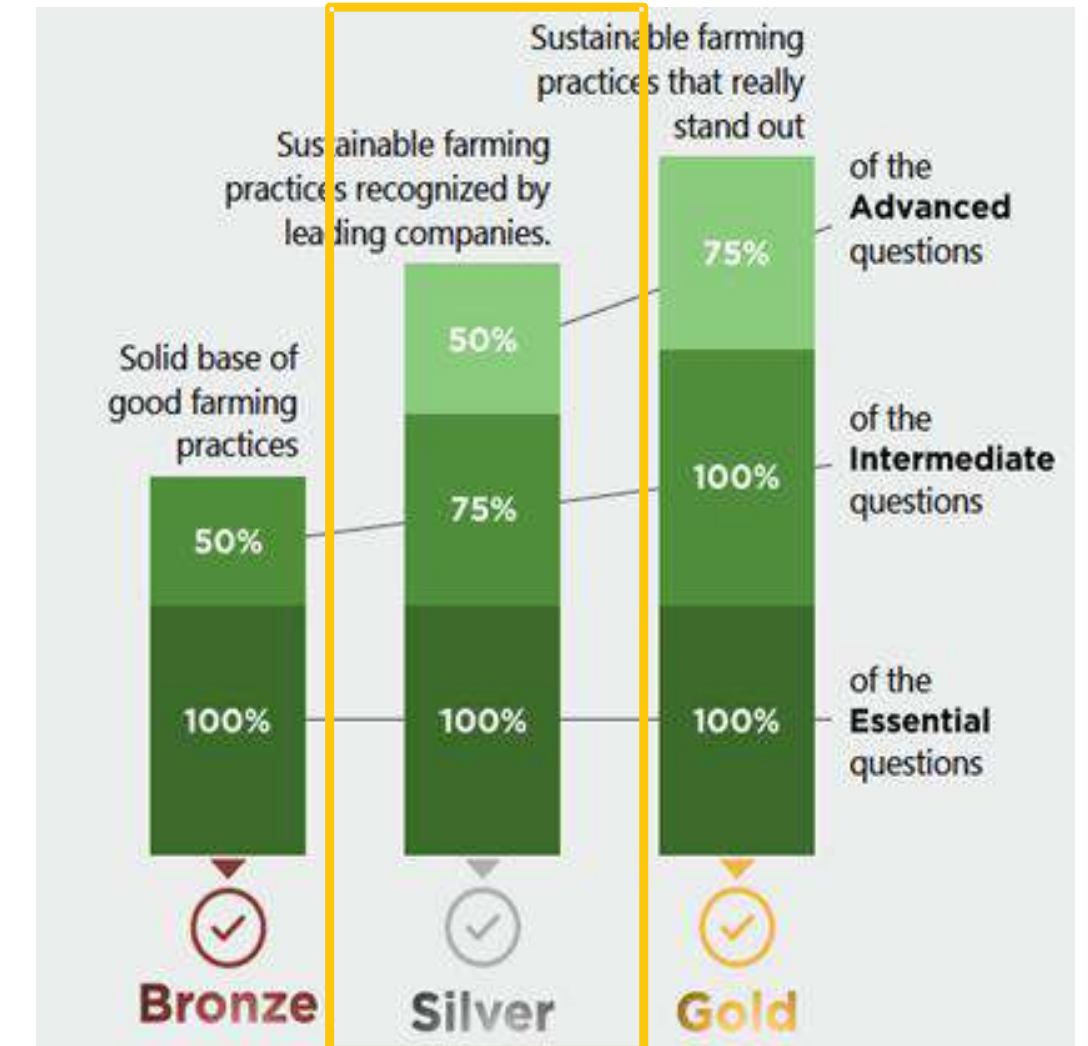 Sustainable farming
practices that really
stand out
Sustainable farming
practices recognized by
leading companies.
Solid base of
good farming
practices
75%
of the
Advanced
questions
50%
50%
75%
100%
of the
Intermediate
questions
100%
100%
100%
of the
Essential
questions
Bronze
Silver
Gold